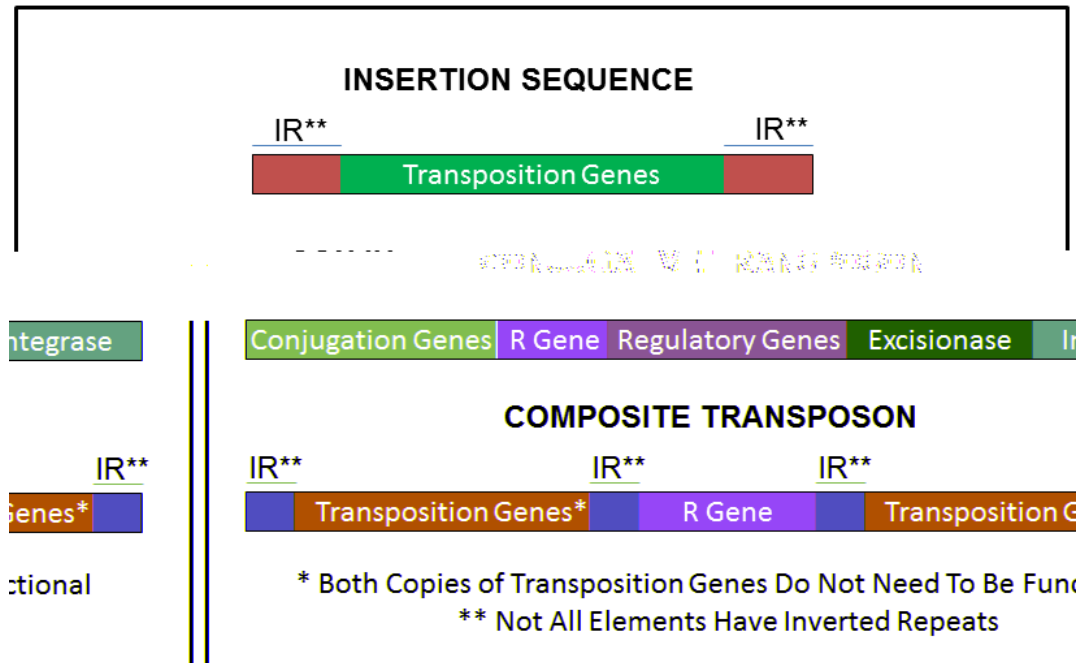 INSERTION SEQUENCE
IR** IR**
Transposition Genes
ntegrase Conjugation Genes R Gene Regulatory Genes Excisionase
COMPOSITE TRANSPOSON
IR** IR** IR** IR**
Genes* Transposition Genes* R Gene Transposition
ctional * Both Copies of Transposition Genes Do Not Need To Be Func
** Not All Elements Have Inverted Repeats